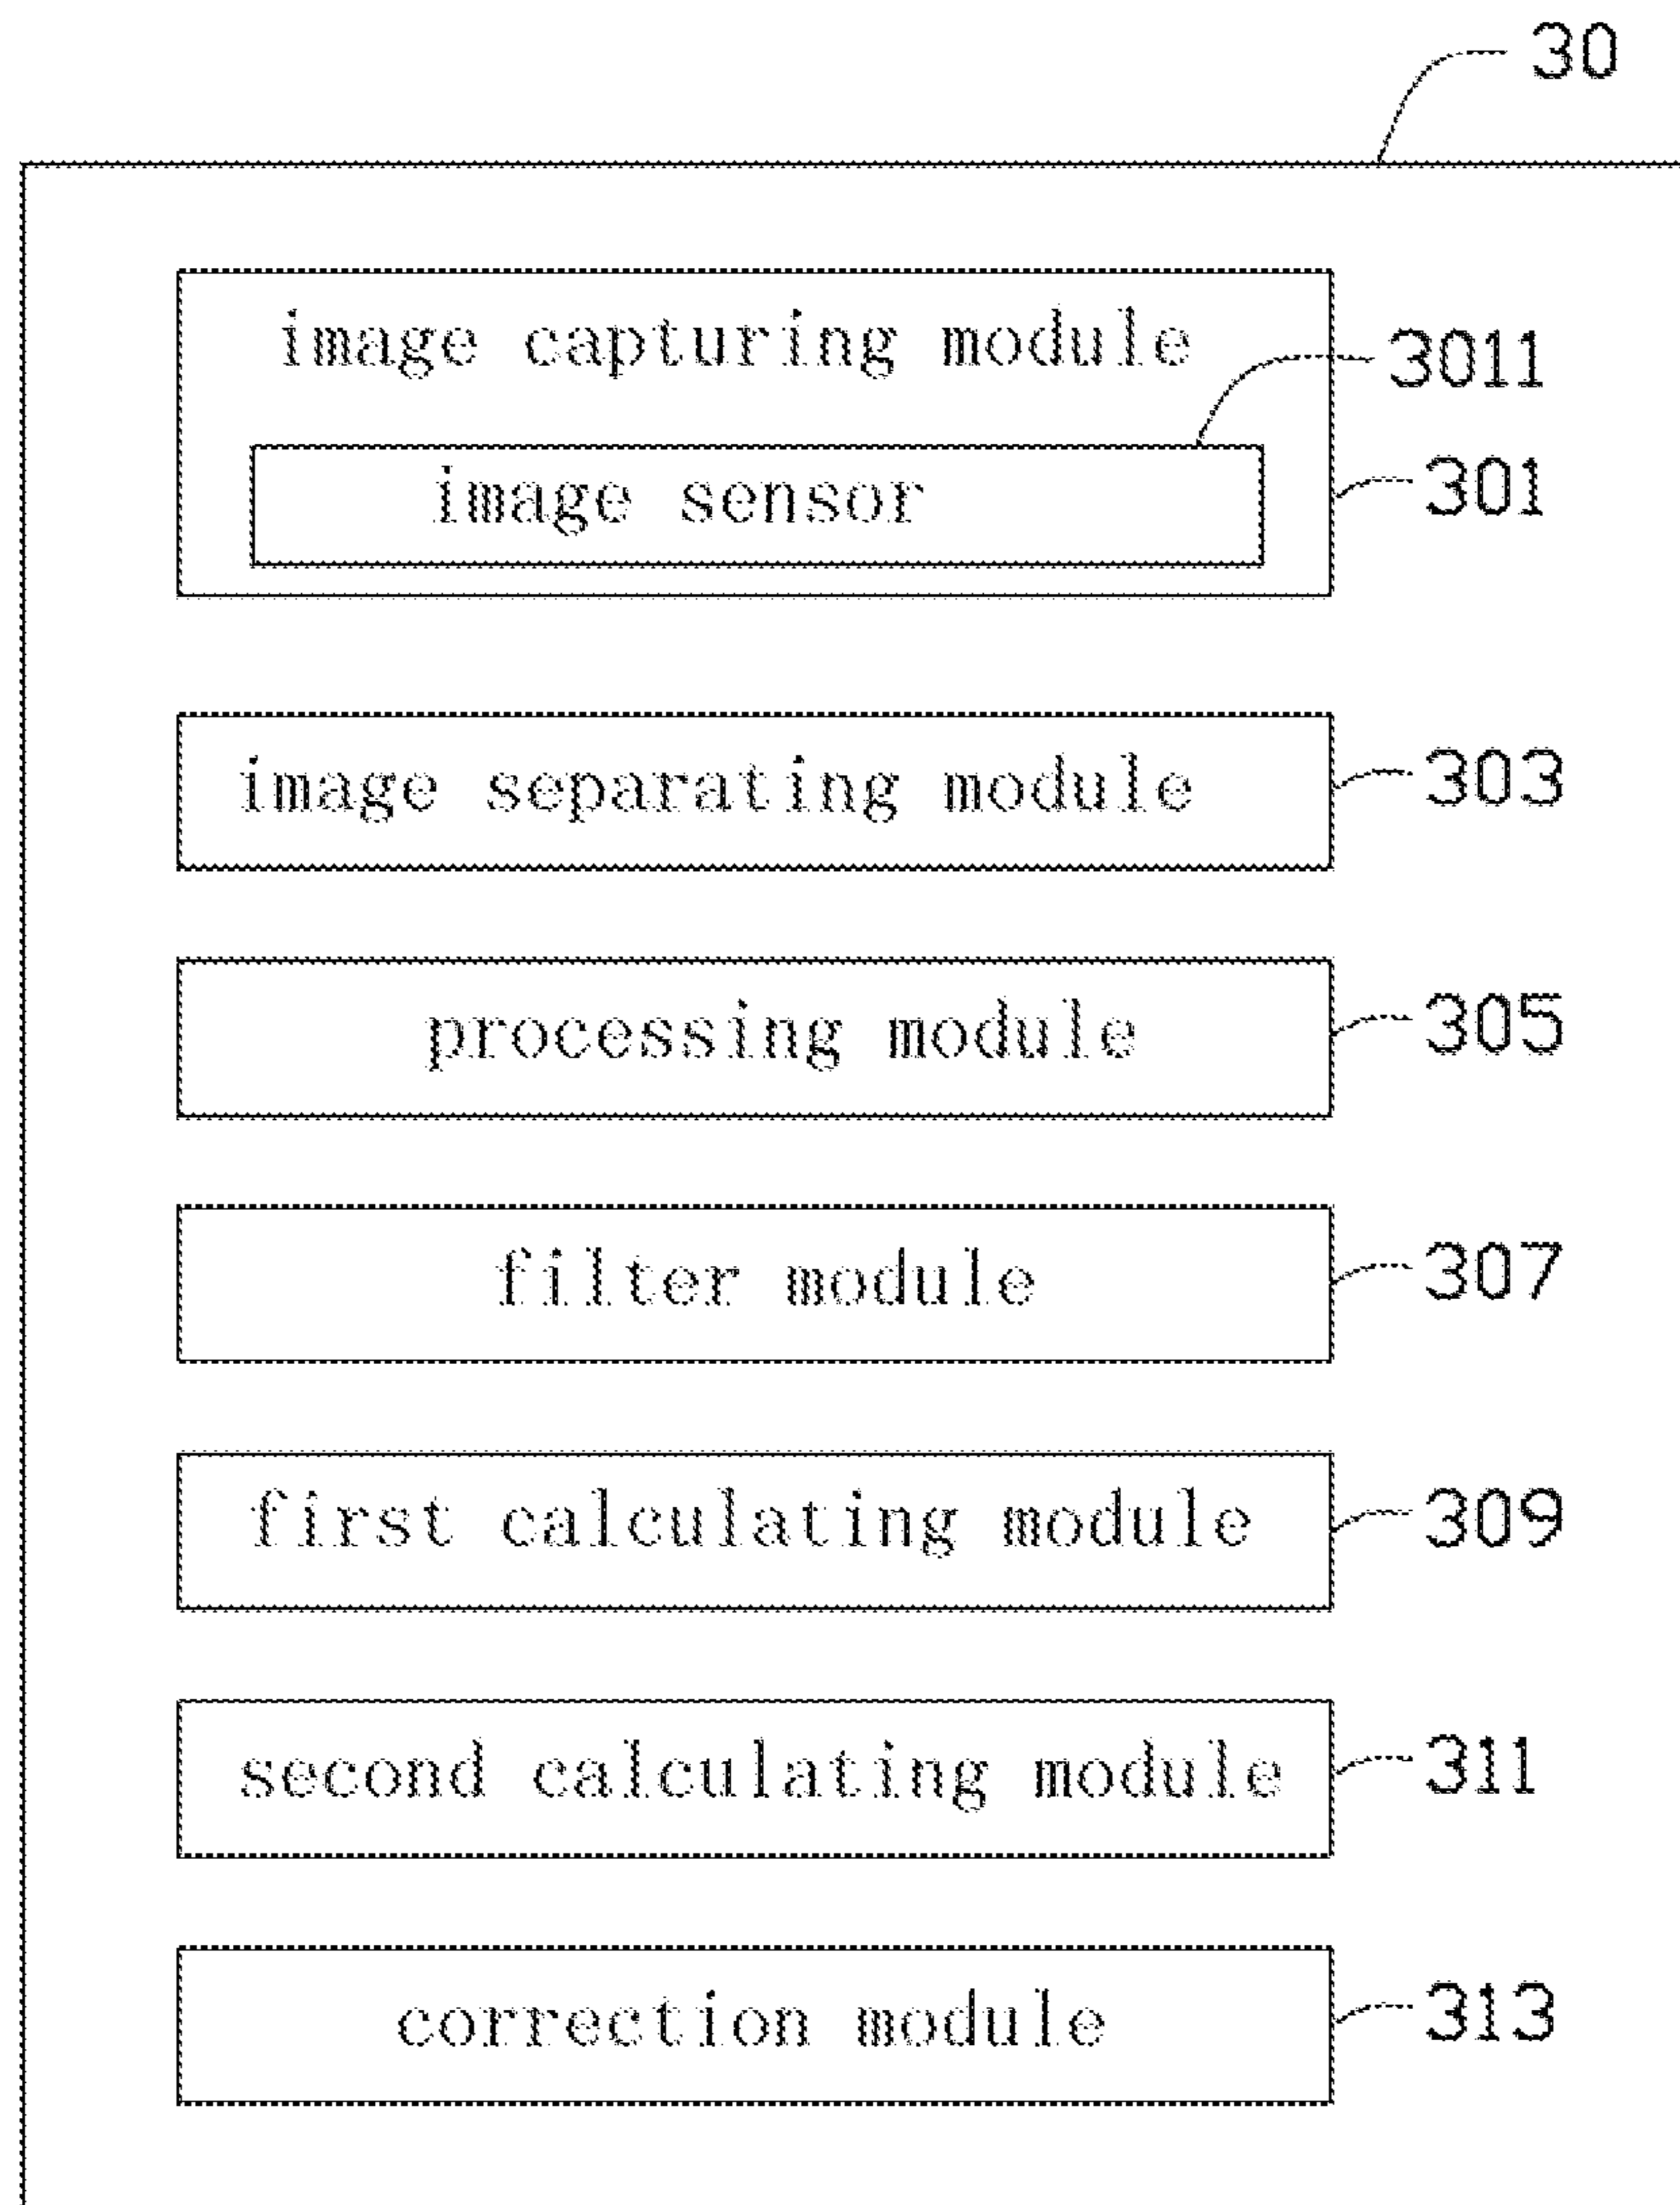 30
image capturing module
3011
image sensor
301
image separating module
303
processing module
305
filter module
307
first calculating module
309
second calculating module
311
correction module
313